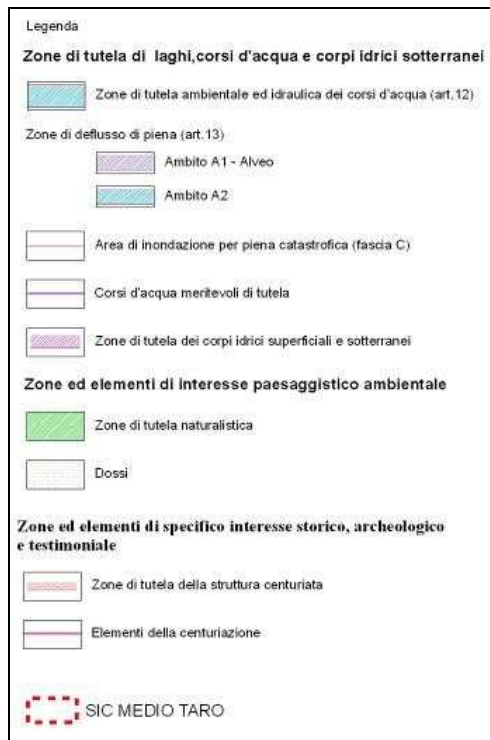 Legenda
Zone di tutela di laghi,corsi d'acqua e corpi idrici sotterranei
Zone di tutela ambientale ed idraulica dei corsi d'acqua (art.12)
Zone di deflusso di piena (art.13)
Ambito A1 - Alveo
Ambito A2
Area di inondazione per piena catastrofica (fascia C)
Corsi d'acqua meritevoli di tutela
Zone di tutela dei corpi idrici superficiali e sotterranei
Zone ed elementi di interesse paesaggistico ambientale
Zone di tutela naturalistica
Dossi
Zone ed elementi di specifico interesse storico, archeologico
e testimoniale
Zone di tutela della struttura centuriata
Elementi della centuriazione
SIC MEDIO TARO